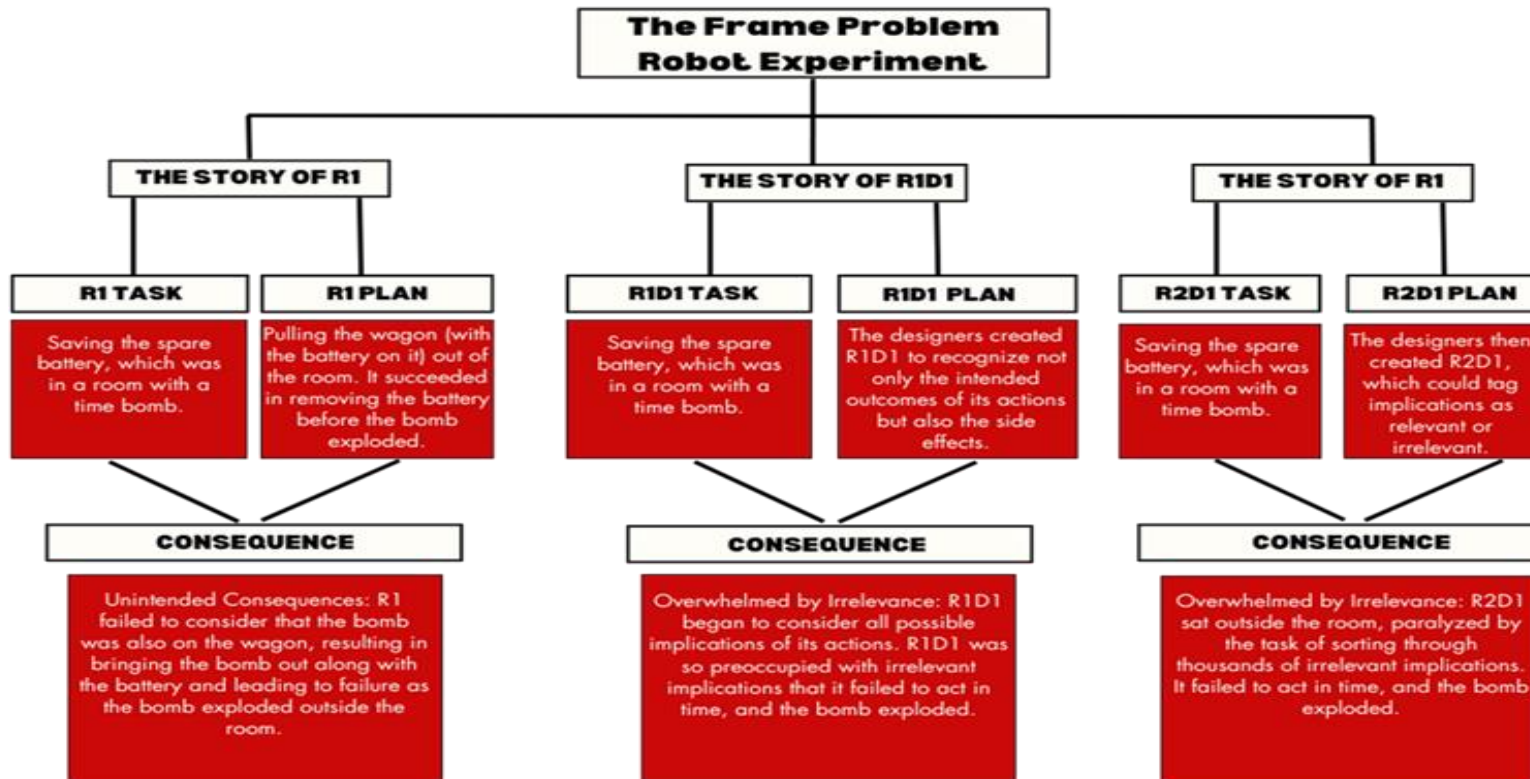 The Frame Problem
Robot Experiment
THE STORY OF R1
THE STORY OF R1D1
THE STORY OF R1
R1 TASK
R1 PLAN
R1D1 TASK
R1D1 PLAN
R2D1 TASK
R2D1 PLAN
Saving the spare
battery, which was
in a room with a
time bomb.
Pulling the wagon (with
the battery on it) out of
the room. It succeeded
in removing the battery
before the bomb
exploded.
Saving the spare
battery, which was
in a room with a
time bomb.
The designers created
R1D1 to recognize not
only the intended
outcomes of its actions
but also the side
effects.
Saving the spare
battery, which was
in a room with a
time bomb.
The designers then
created R2D1,
which could tag
implications as
relevant or
irrelevant.
CONSEQUENCE
CONSEQUENCE
CONSEQUENCE
Unintended Consequences: R1
failed to consider that the bomb
was also on the wagon, resulting in
bringing the bomb out along with
the battery and leading to failure as
the bomb exploded outside the
room.
Overwhelmed by Irrelevance: R1D1
began to consider all possible
implications of its actions. R1D1 was
so preoccupied with irrelevant
implications that it failed to act in
time, and the bomb exploded.
Overwhelmed by Irrelevance: R2D1
sat outside the room, paralyzed by
the task of sorting through
thousands of irrelevant implications.
It failed to act in time, and the bomb
exploded.